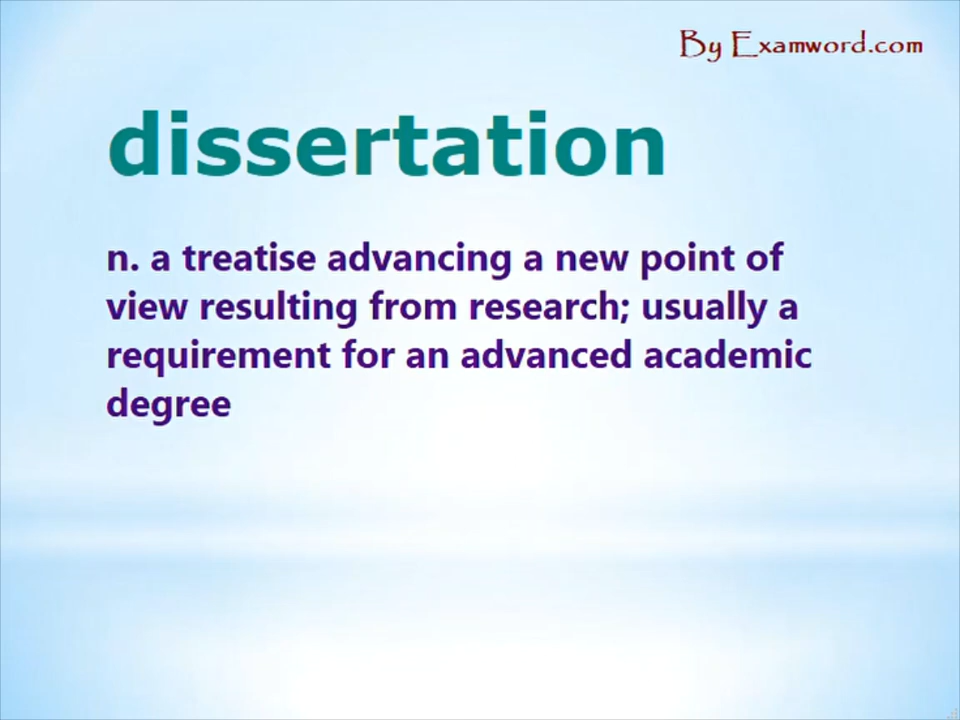 By Examword.com
dissertation
n. a treatise advancing a new point of
view resulting from research; usually a
requirement for an advanced academic
degree